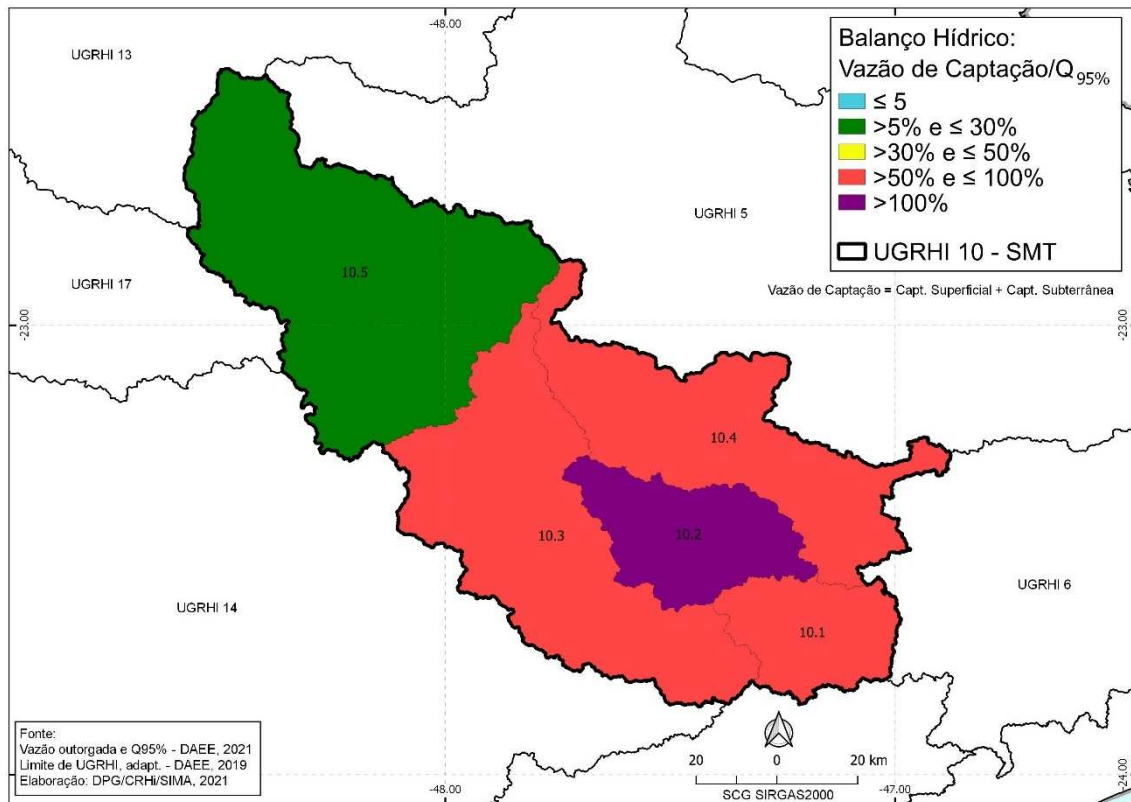 -48.00
UGRHI 13
Balanço Hídrico:
Vazão de Captação/Q95%
≤ 5
>5% e ≤ 30%
>30% e ≤ 50%
>50% e ≤ 100%
>100%
UGRHI 10 - SMT
Vazão de Captação = Capt. Superficial + Capt. Subterrânea
UGRHI 5
10.5
UGRHI 17
-23.00
-23.00
10.4
10.3
10.2
UGRHI 6
UGRHI 14
10.1
Fonte:
Vazão outorgada e Q95% - DAEE, 2021
Limite de UGRHI, adapt. - DAEE, 2019
Elaboração: DPG/CRHi/SIMA, 2021
20 0 20 km
SCG SIRGAS2000
-48.00
-47.00
-24.00